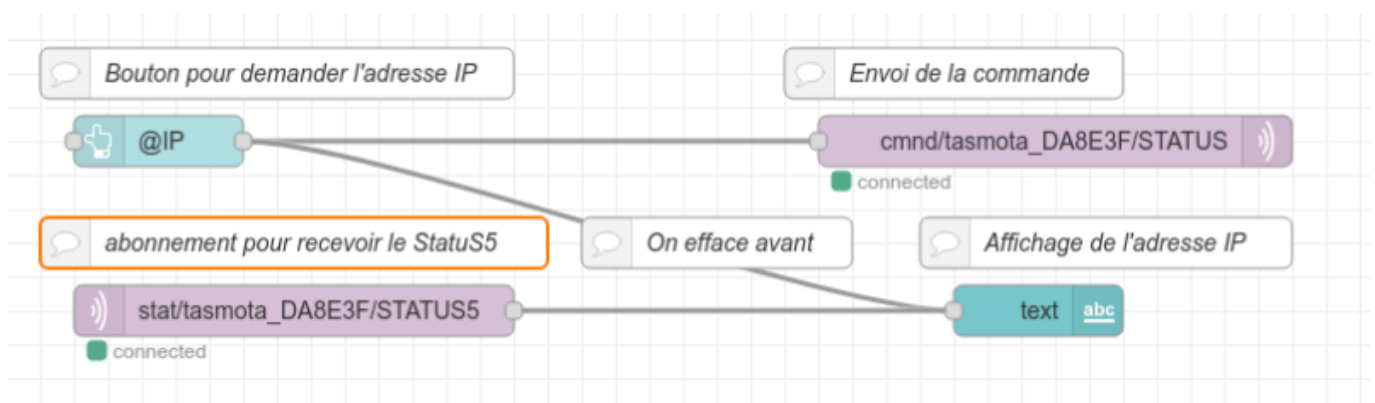 Bouton pour demander l'adresse IP
Envoi de la commande
@IP
cmnd/tasmota_DA8E3F/STATUS
connected
abonnement pour recevoir le StatuS5
On efface avant
Affichage de l'adresse IP
stat/tasmota_DA8E3F/STATUS5
text
abc
connected